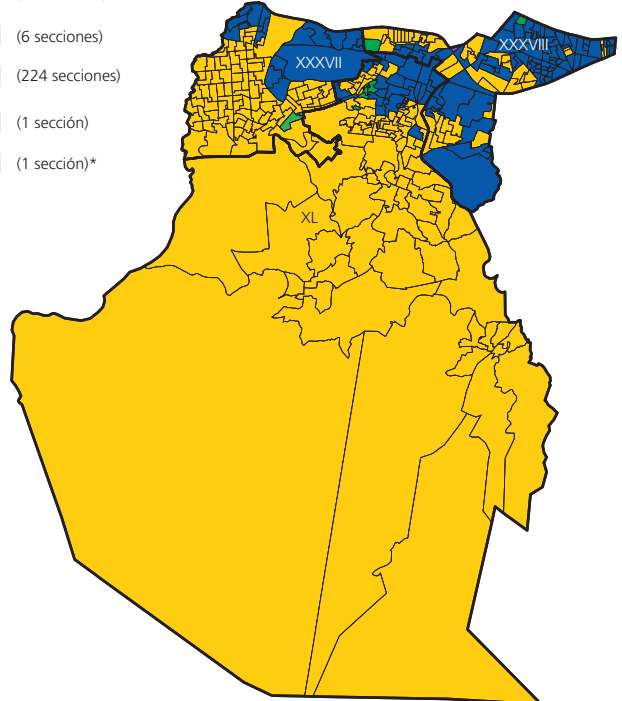 (6 secciones)
(224 secciones)
(1 sección)
(1 sección)*
XXXVII
XXXVIII
XL